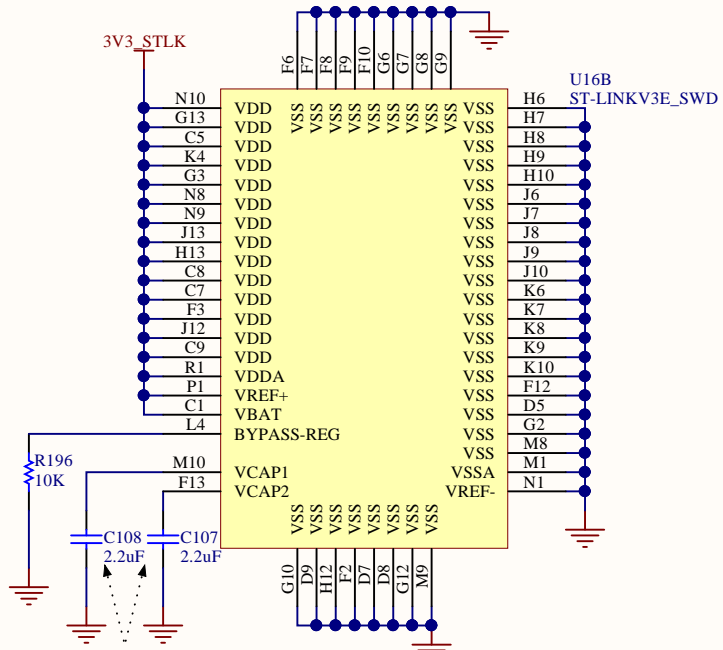 3V3_STLK
F6
F7
F8
F9
F10
G6
G7
G8
G9
VSS
VSS
VSS
VSS
VSS
VSS
VSS
VSS
VSS
U16B
ST-LINKV3E_SWD
N10 VDD VSS H6
G13 VDD VSS H7
C5 VDD VSS H8
K4 VDD VSS H9
G3 VDD VSS H10
N8 VDD VSS J6
N9 VDD VSS J7
J13 VDD VSS J8
H13 VDD VSS J9
C8 VDD VSS J10
C7 VDD VSS K6
F3 VDD VSS K7
J12 VDD VSS K8
C9 VDD VSS K9
R1 VDDA VSS K10
P1 VREF+ VSS F12
C1 VBAT VSS D5
L4 BYPASS-REG VSS G2
VSS M8
M10 VCAP1 VSSA M1
F13 VCAP2 VREF- N1
R196
10K
C108
2.2uF
C107
2.2uF
VSS
VSS
VSS
VSS
VSS
VSS
VSS
VSS
G10
D9
H12
F2
D7
D8
G12
M9